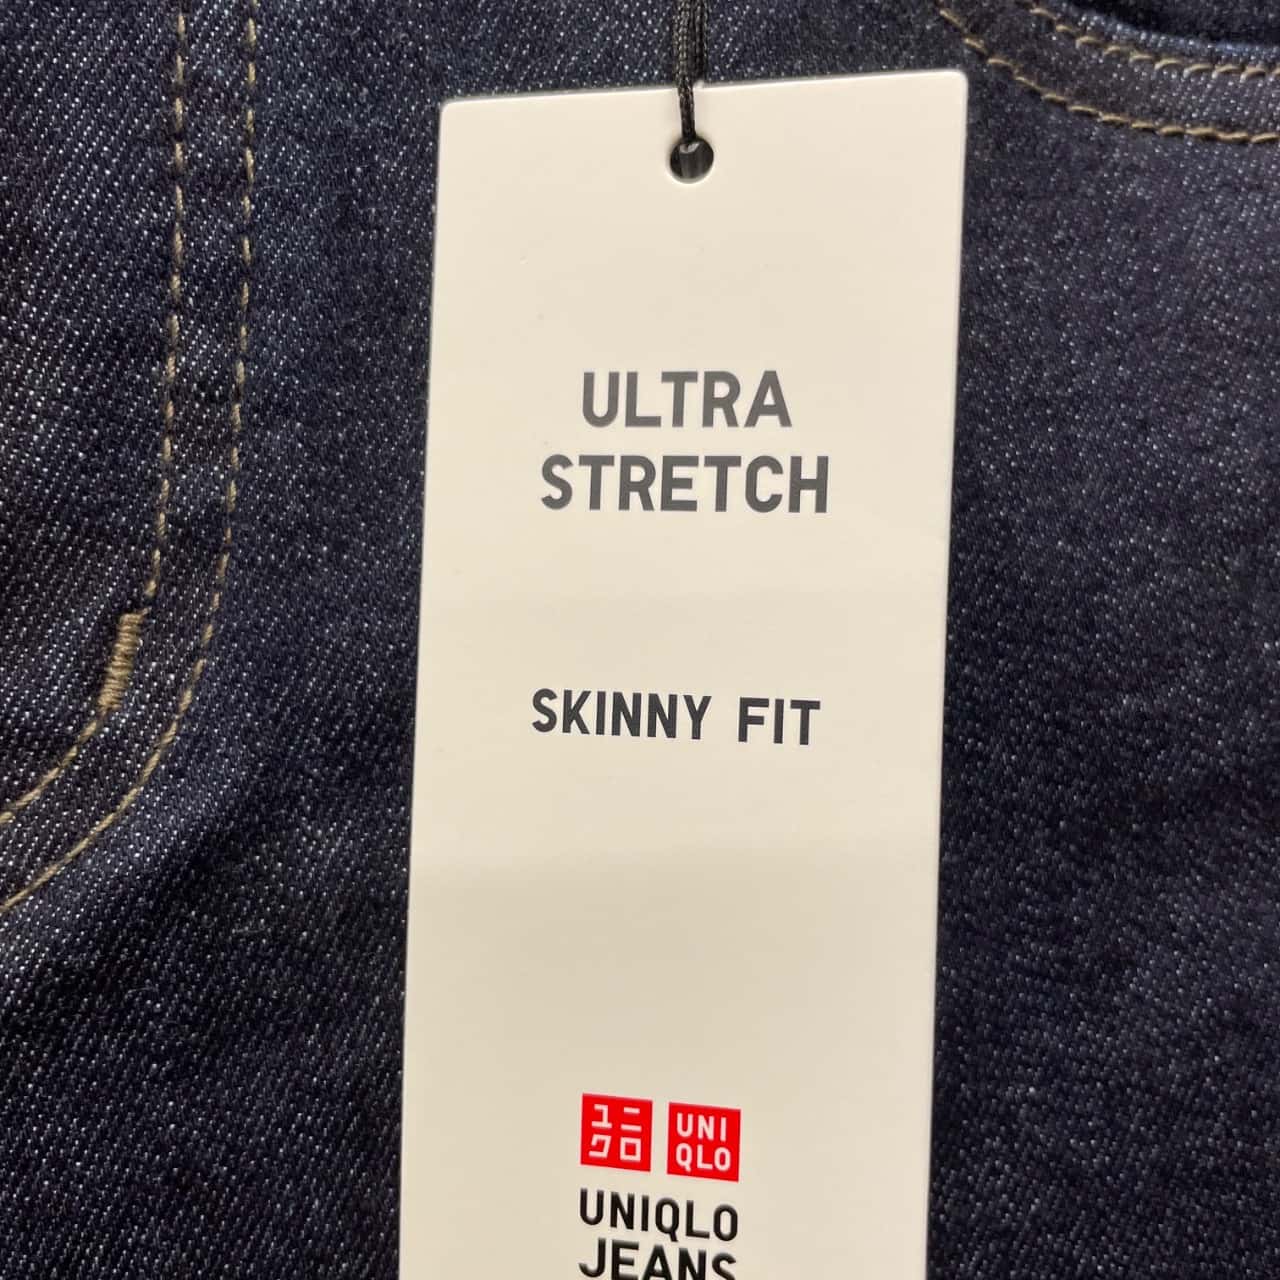 ULTRA
STRETCH
SKINNY FIT
ユニ UNI
クロ QLO
UNIQLO
JEANS